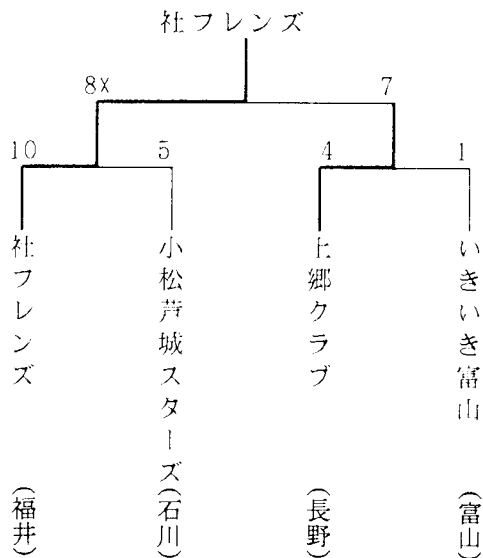 社フレンズ
8x 7
10 5 4 1
社フレンズ(福井)
小松芦城スターズ(石川)
上郷クラブ(長野)
いきいき富山(富山)